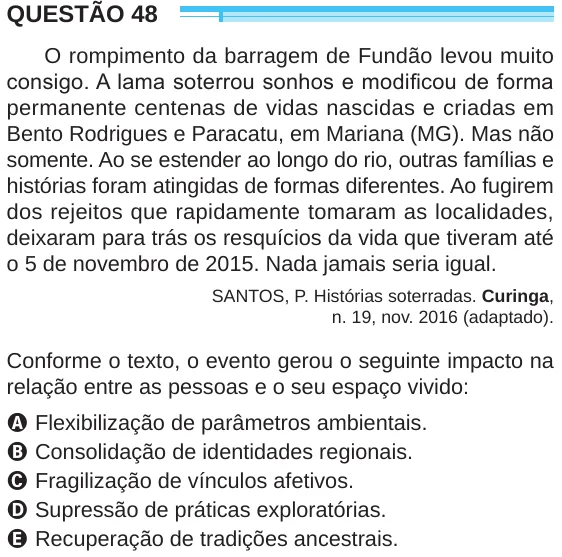 QUESTÃO 48
O rompimento da barragem de Fundão levou muito
consigo. A lama soterrou sonhos e modificou de forma
permanente centenas de vidas nascidas e criadas em
Bento Rodrigues e Paracatu, em Mariana (MG). Mas não
somente. Ao se estender ao longo do rio, outras famílias e
histórias foram atingidas de formas diferentes. Ao fugirem
dos rejeitos que rapidamente tomaram as localidades,
deixaram para trás os resquícios da vida que tiveram até
o 5 de novembro de 2015. Nada jamais seria igual.
SANTOS, P. Histórias soterradas. Curinga,
n. 19, nov. 2016 (adaptado).
Conforme o texto, o evento gerou o seguinte impacto na
relação entre as pessoas e o seu espaço vivido:
A Flexibilização de parâmetros ambientais.
B Consolidação de identidades regionais.
C Fragilização de vínculos afetivos.
D Supressão de práticas exploratórias.
E Recuperação de tradições ancestrais.